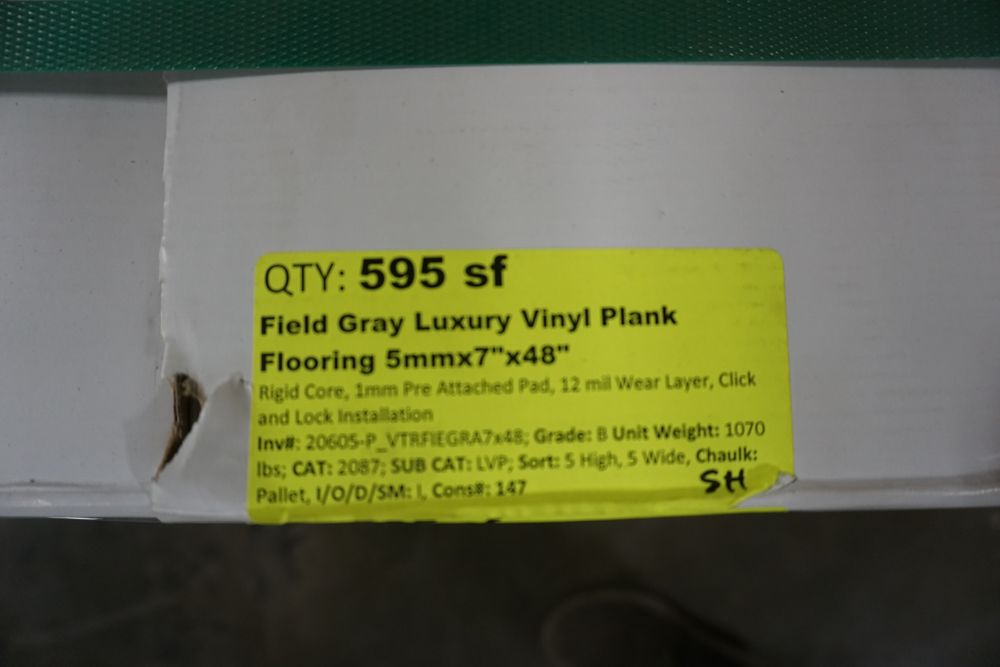 QTY: 595 sf
Field Gray Luxury Vinyl Plank
Flooring 5mmx7"x48"
Rigid Core, 1mm Pre Attached Pad, 12 mil Wear Layer, Click
and Lock Installation
Inv#: 20605-P_VTRFIEGRA7x48; Grade: B Unit Weight: 1070
lbs; CAT: 2087; SUB CAT: LVP; Sort: 5 High, 5 Wide, Chaulk:
Pallet, I/O/D/SM: I, Cons#: 147
SH